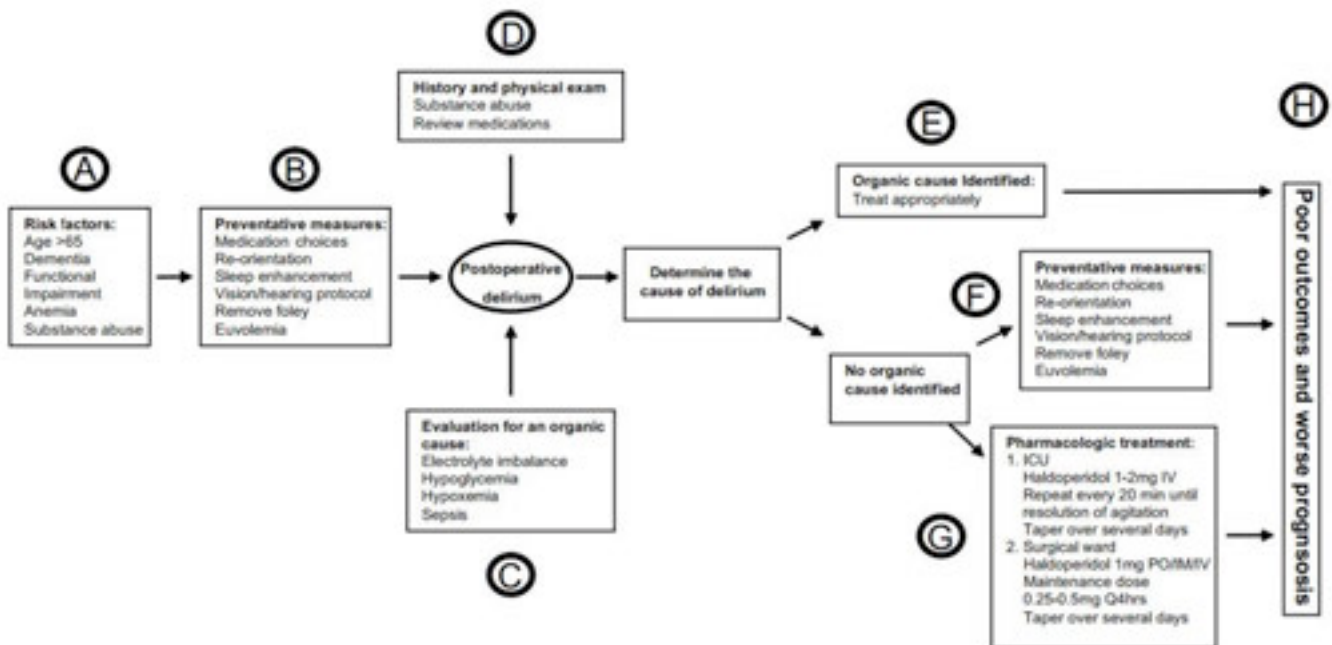 D
History and physical exam
Substance abuse
Review medications
A
Risk factors:
Age >65
Dementia
Functional
Impairment
Anemia
Substance abuse
B
Preventative measures:
Medication choices
Re-orientation
Sleep enhancement
Vision/hearing protocol
Remove foley
Euvolemia
Postoperative
delirium
Evaluation for an organic
cause:
Electrolyte imbalance
Hypoglycemia
Hypoxemia
Sepsis
C
Determine the
cause of delirium
E
Organic cause Identified:
Treat appropriately
No organic
cause identified
F
Preventative measures:
Medication choices
Re-orientation
Sleep enhancement
Vision/hearing protocol
Remove foley
Euvolemia
G
Pharmacologic treatment:
1. ICU
Haldoperidol 1-2mg IV
Repeat every 20 min until
resolution of agitation
Taper over several days
2. Surgical ward
Haldoperidol 1mg PO/IM/IV
Maintenance dose
0.25-0.5mg Q4hrs
Taper over several days
H
Poor outcomes and worse prognsosis